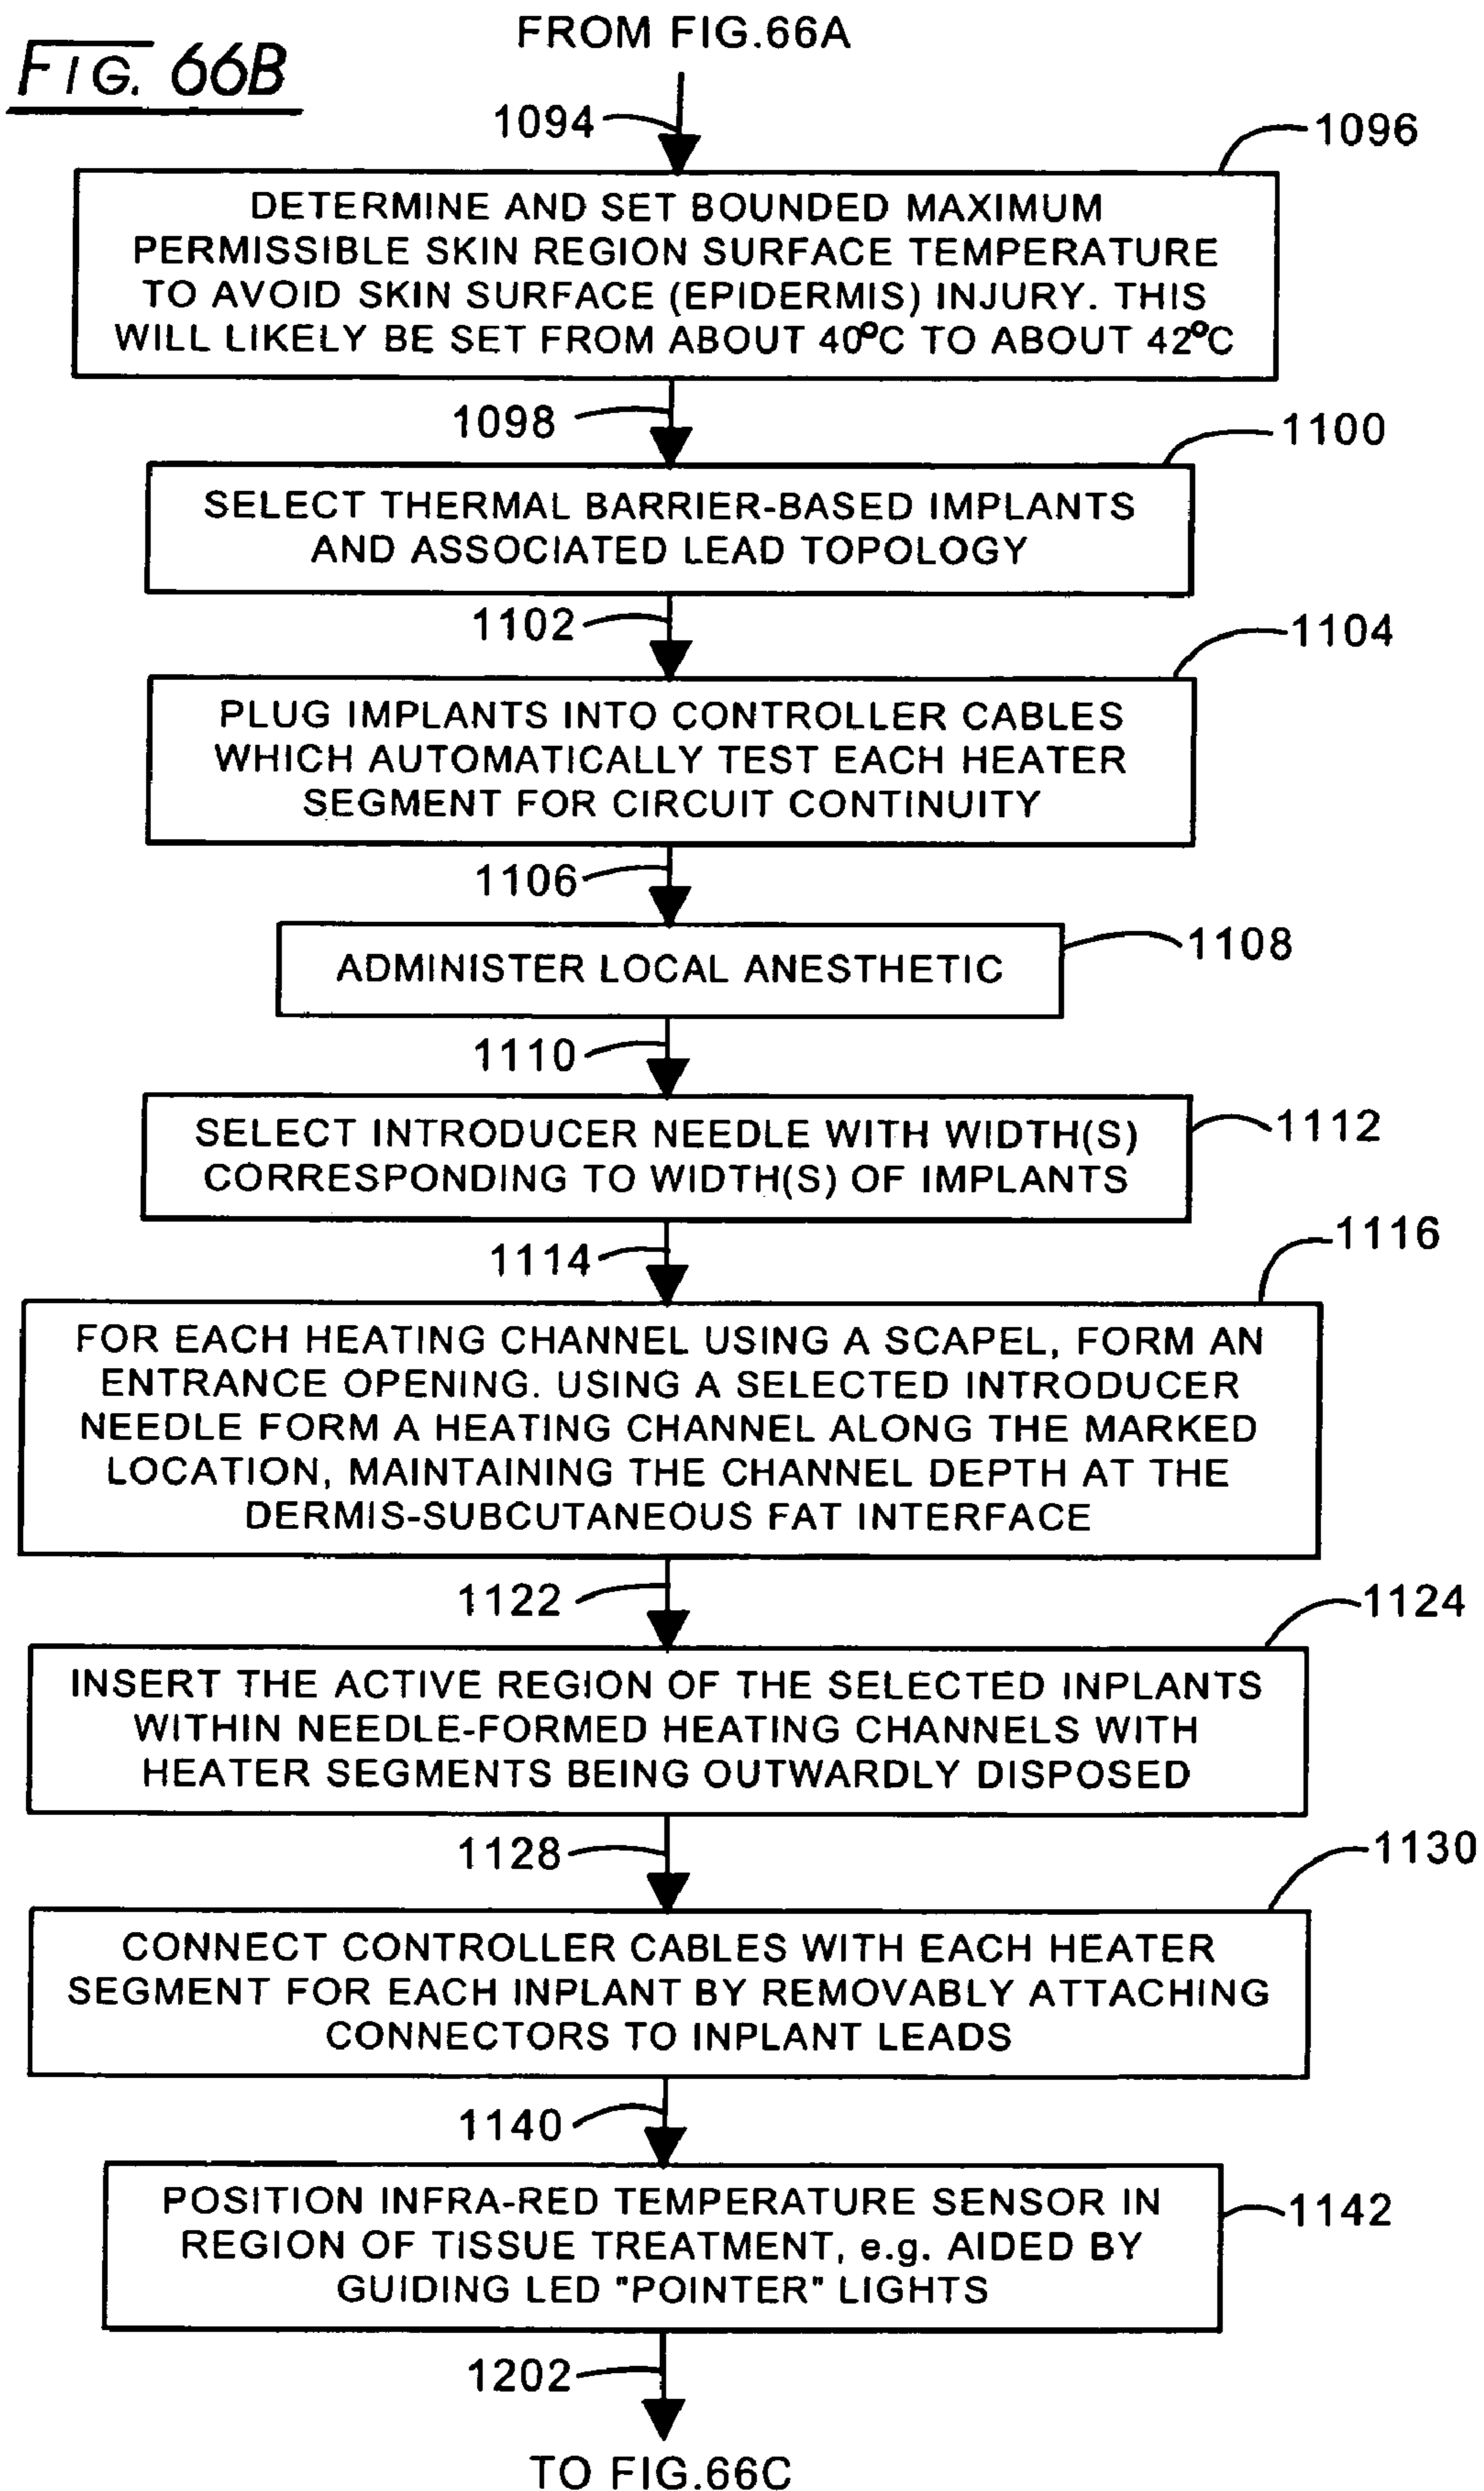 FROM FIG.66A
FIG. 66B
1094
1096
DETERMINE AND SET BOUNDED MAXIMUM
PERMISSIBLE SKIN REGION SURFACE TEMPERATURE
TO AVOID SKIN SURFACE (EPIDERMIS) INJURY. THIS
WILL LIKELY BE SET FROM ABOUT 40°C TO ABOUT 42°C
1098
1100
SELECT THERMAL BARRIER-BASED IMPLANTS
AND ASSOCIATED LEAD TOPOLOGY
1102
1104
PLUG IMPLANTS INTO CONTROLLER CABLES
WHICH AUTOMATICALLY TEST EACH HEATER
SEGMENT FOR CIRCUIT CONTINUITY
1106
1108
ADMINISTER LOCAL ANESTHETIC
1110
1112
SELECT INTRODUCER NEEDLE WITH WIDTH(S)
CORRESPONDING TO WIDTH(S) OF IMPLANTS
1114
1116
FOR EACH HEATING CHANNEL USING A SCAPEL, FORM AN
ENTRANCE OPENING. USING A SELECTED INTRODUCER
NEEDLE FORM A HEATING CHANNEL ALONG THE MARKED
LOCATION, MAINTAINING THE CHANNEL DEPTH AT THE
DERMIS-SUBCUTANEOUS FAT INTERFACE
1122
1124
INSERT THE ACTIVE REGION OF THE SELECTED INPLANTS
WITHIN NEEDLE-FORMED HEATING CHANNELS WITH
HEATER SEGMENTS BEING OUTWARDLY DISPOSED
1128
1130
CONNECT CONTROLLER CABLES WITH EACH HEATER
SEGMENT FOR EACH INPLANT BY REMOVABLY ATTACHING
CONNECTORS TO INPLANT LEADS
1140
1142
POSITION INFRA-RED TEMPERATURE SENSOR IN
REGION OF TISSUE TREATMENT, e.g. AIDED BY
GUIDING LED "POINTER" LIGHTS
1202
TO FIG.66C